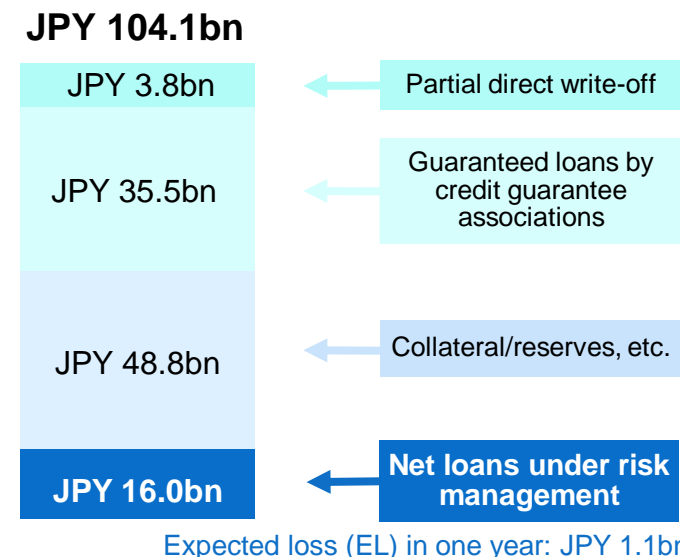 JPY 104.1bn
JPY 3.8bn
Partial direct write-off
JPY 35.5bn
Guaranteed loans by
credit guarantee
associations
JPY 48.8bn
Collateral/reserves, etc.
JPY 16.0bn
Net loans under risk
management
Expected loss (EL) in one year: JPY